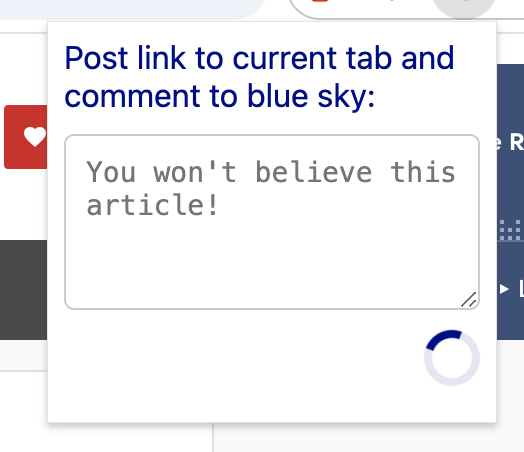 Post link to current tab and
comment to blue sky:
You won't believe this
article!